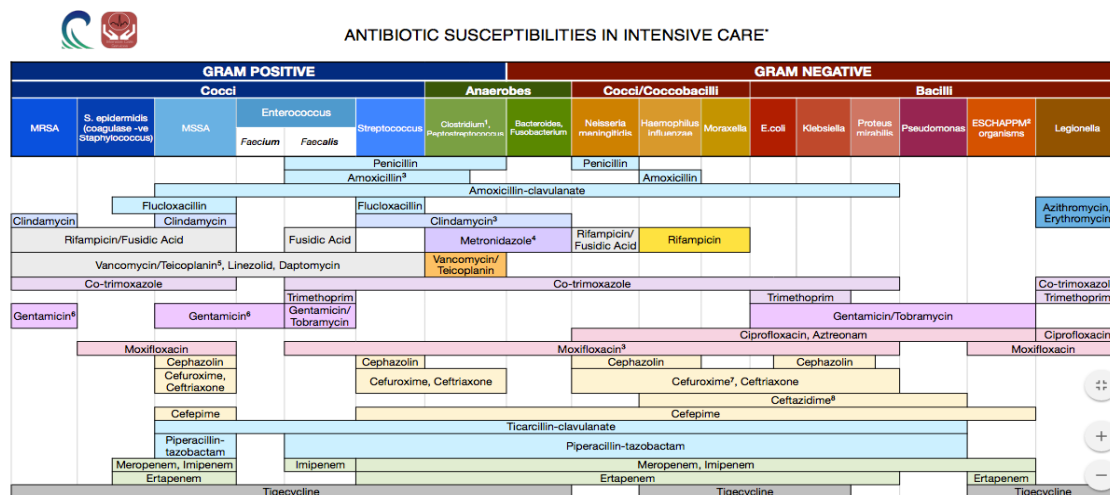 ANTIBIOTIC SUSCEPTIBILITIES IN INTENSIVE CARE*
GRAM POSITIVE
GRAM NEGATIVE
Cocci
Anaerobes
Cocci/Coccobacilli
Bacilli
MRSA
S. epidermidis
(coagulase -ve
Staphylococcus)
MSSA
Enterococcus
Faecium
Faecalis
Streptococcus
Clostridium¹,
Peptostreptococcus
Bacteroides,
Fusobacterium
Neisseria
meningitidis
Haemophilus
influenzae
Moraxella
E.coli
Klebsiella
Proteus
mirabilis
Pseudomonas
ESCHAPPM²
organisms
Legionella
Penicillin
Penicillin
Amoxicillin³
Amoxicillin
Amoxicillin-clavulanate
Flucloxacillin
Flucloxacillin
Azithromycin,
Erythromycin
Clindamycin
Clindamycin
Clindamycin³
Rifampicin/Fusidic Acid
Fusidic Acid
Metronidazole⁴
Rifampicin/
Fusidic Acid
Rifampicin
Vancomycin/Teicoplanin⁵, Linezolid, Daptomycin
Vancomycin/
Teicoplanin
Co-trimoxazole
Co-trimoxazole
Co-trimoxazol
Trimethoprim
Trimethoprim
Trimethoprim
Gentamicin⁶
Gentamicin⁶
Gentamicin/
Tobramycin
Gentamicin/Tobramycin
Ciprofloxacin, Aztreonam
Ciprofloxacin
Moxifloxacin
Moxifloxacin³
Moxifloxacin
Cephazolin
Cephazolin
Cephazolin
Cephazolin
Cefuroxime,
Ceftriaxone
Cefuroxime, Ceftriaxone
Cefuroxime⁷, Ceftriaxone
Ceftazidime⁸
Cefepime
Cefepime
Ticarcillin-clavulanate
Piperacillin-
tazobactam
Piperacillin-tazobactam
Meropenem, Imipenem
Imipenem
Meropenem, Imipenem
Ertapenem
Ertapenem
Ertapenem
Tigecycline
Tigecycline
Tigecycline